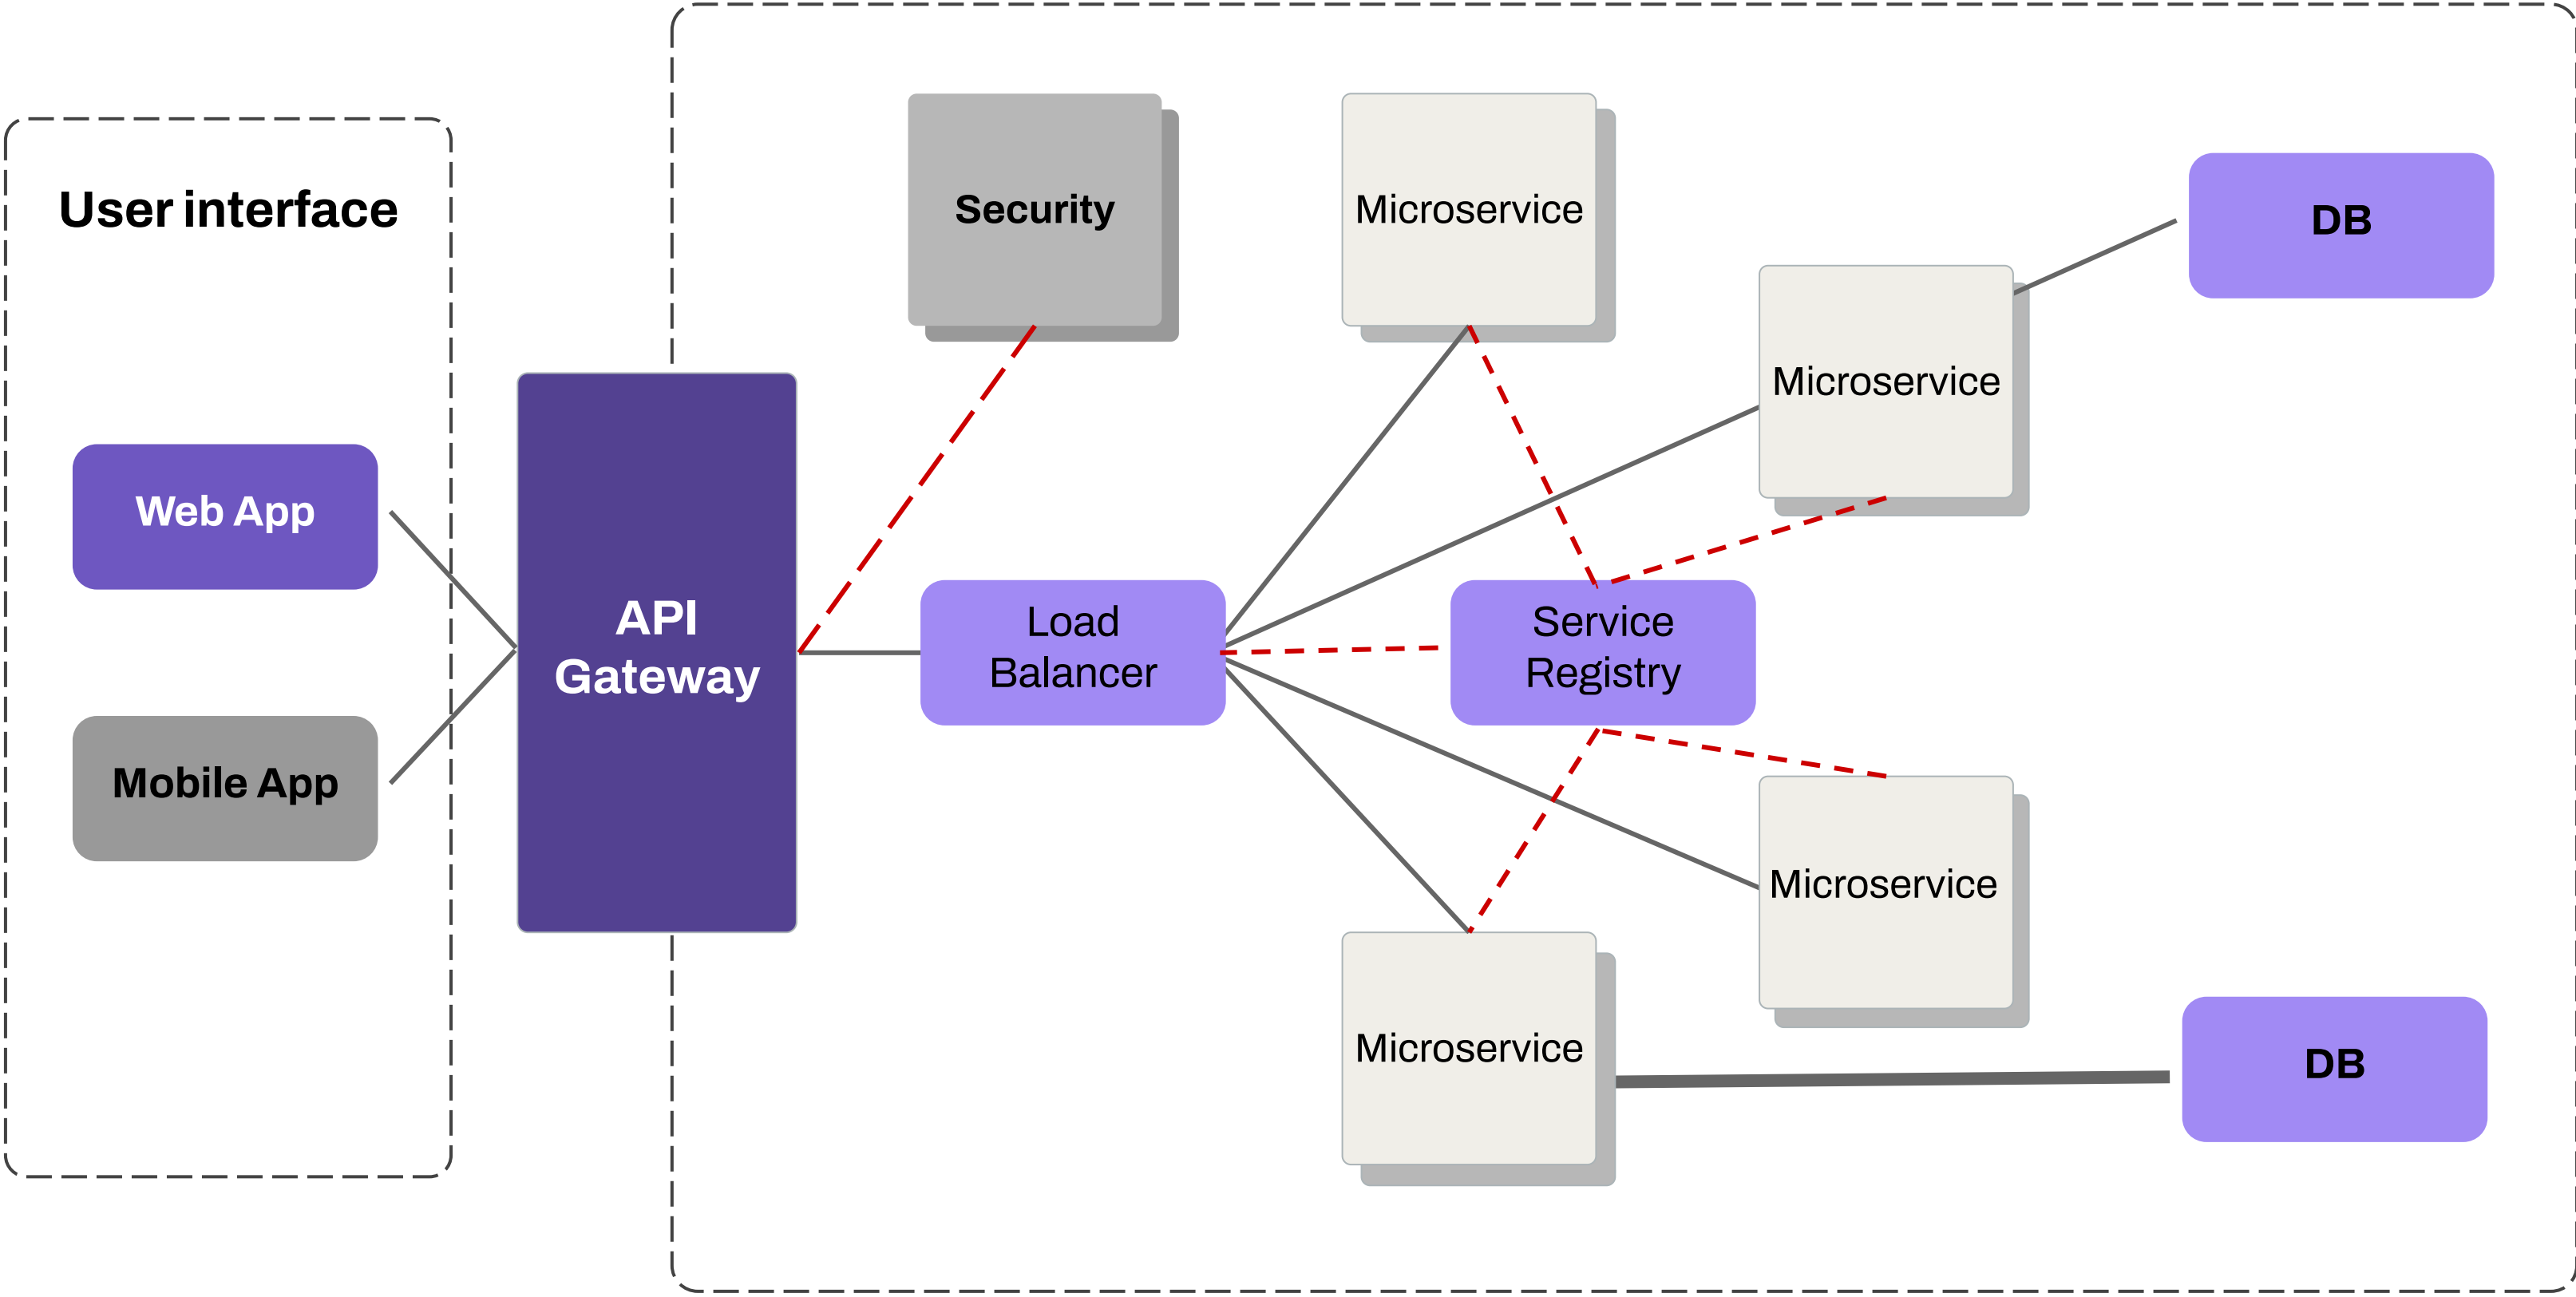 User interface
Web App
Mobile App
API
Gateway
Security
Load
Balancer
Microservice
Microservice
Service
Registry
Microservice
Microservice
DB
DB